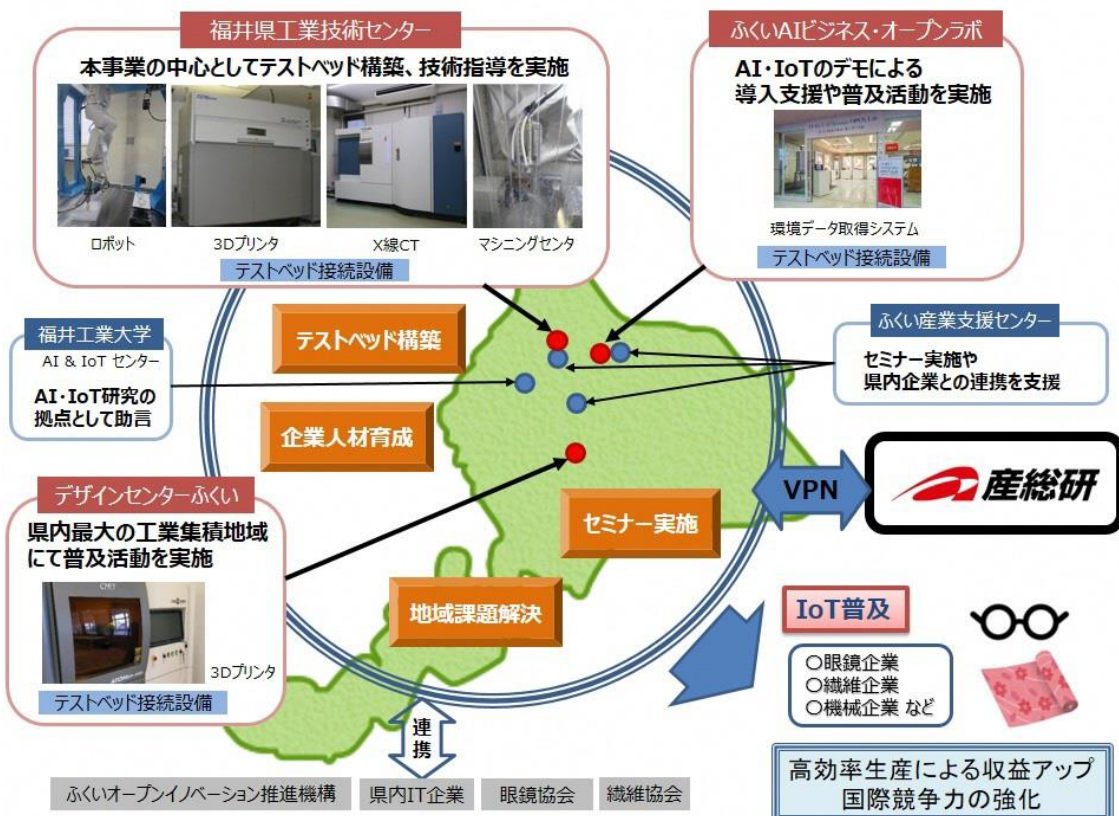 福井県工業技術センター
本事業の中心としてテストベッド構築、技術指導を実施
ロボット
3Dプリンタ
X線CT
マシニングセンタ
テストベッド接続設備
ふくいAIビジネス・オープンラボ
AI・IoTのデモによる
導入支援や普及活動を実施
環境データ取得システム
テストベッド接続設備
福井工業大学
AI & IoT センター
AI・IoT研究の
拠点として助言
テストベッド構築
企業人材育成
セミナー実施
地域課題解決
ふくい産業支援センター
セミナー実施や
県内企業との連携を支援
VPN
産総研
デザインセンターふくい
県内最大の工業集積地域
にて普及活動を実施
CMET
3Dプリンタ
テストベッド接続設備
IoT普及
○眼鏡企業
○繊維企業
○機械企業 など
連携
ふくいオープンイノベーション推進機構
県内IT企業
眼鏡協会
繊維協会
高効率生産による収益アップ
国際競争力の強化